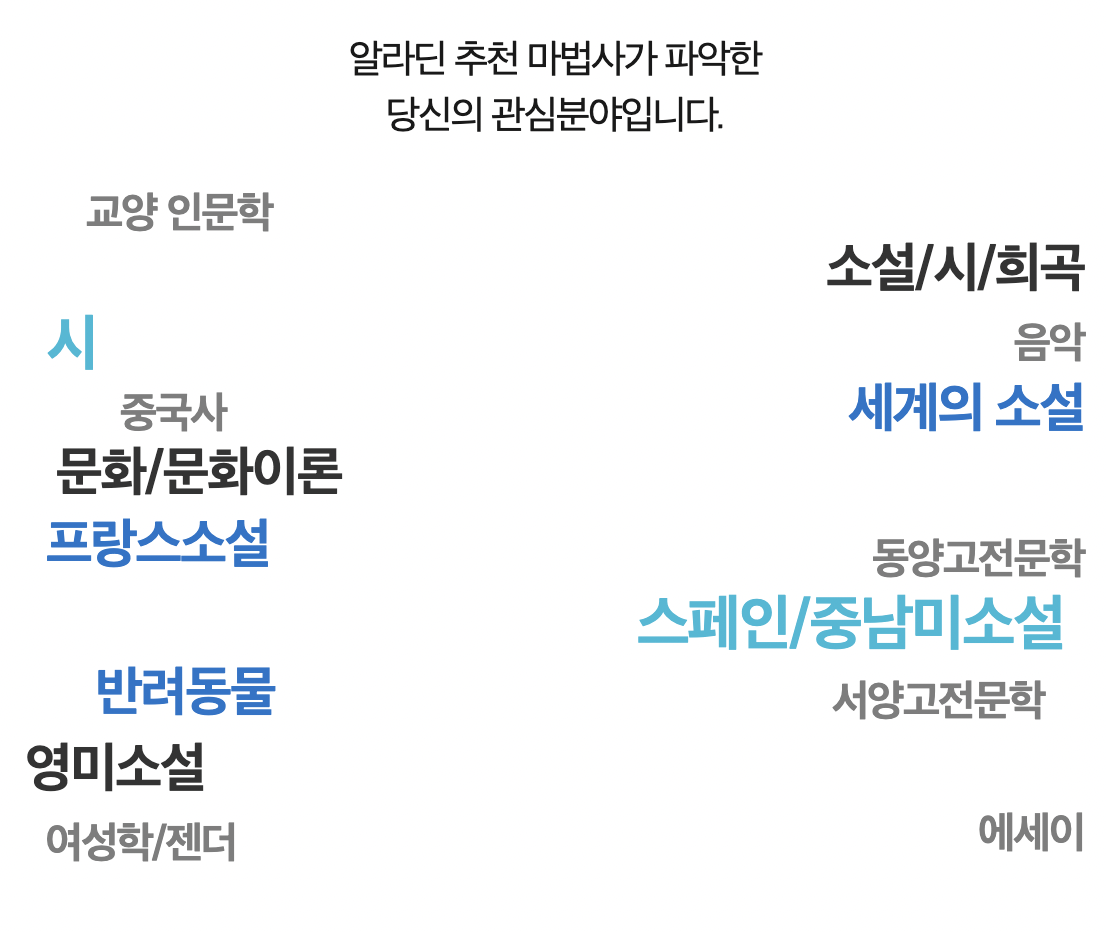 알라딘 추천 마법사가 파악한
당신의 관심분야입니다.
교양 인문학
소설/시/희곡
시
음악
중국사
세계의 소설
문화/문화이론
프랑스소설
동양고전문학
스페인/중남미소설
반려동물
서양고전문학
영미소설
여성학/젠더
에세이